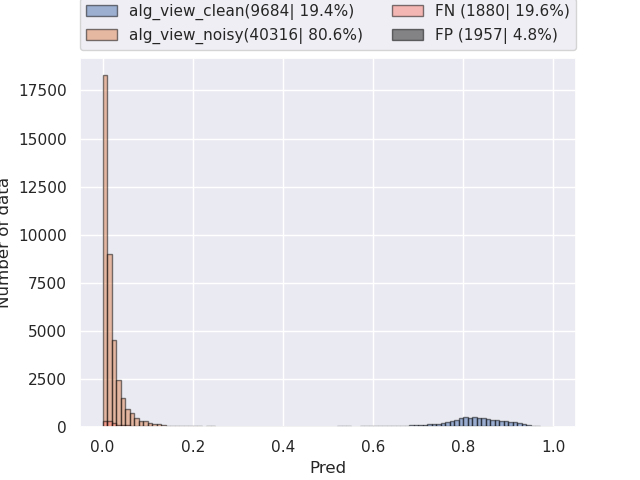 alg_view_clean(9684| 19.4%)
FN (1880| 19.6%)
alg_view_noisy(40316| 80.6%)
FP (1957| 4.8%)
17500
15000
12500
10000
7500
5000
2500
0
Number of data
0.0 0.2 0.4 0.6 0.8 1.0
Pred